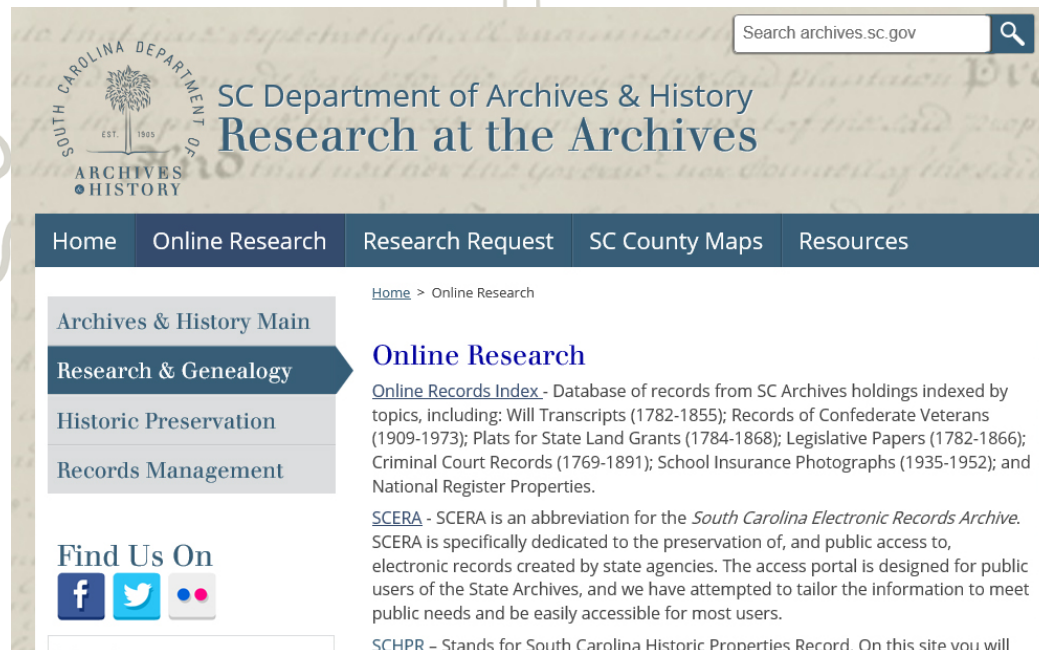 Search archives.sc.gov
SOUTH CAROLINA DEPARTMENT OF
EST. 1905
ARCHIVES
& HISTORY
SC Department of Archives & History
Research at the Archives
Home Online Research Research Request SC County Maps Resources
Home > Online Research
Archives & History Main
Research & Genealogy
Historic Preservation
Records Management
Find Us On
Online Research
Online Records Index - Database of records from SC Archives holdings indexed by
topics, including: Will Transcripts (1782-1855); Records of Confederate Veterans
(1909-1973); Plats for State Land Grants (1784-1868); Legislative Papers (1782-1866);
Criminal Court Records (1769-1891); School Insurance Photographs (1935-1952); and
National Register Properties.
SCERA - SCERA is an abbreviation for the South Carolina Electronic Records Archive.
SCERA is specifically dedicated to the preservation of, and public access to,
electronic records created by state agencies. The access portal is designed for public
users of the State Archives, and we have attempted to tailor the information to meet
public needs and be easily accessible for most users.
SCHPR – Stands for South Carolina Historic Properties Record. On this site you will